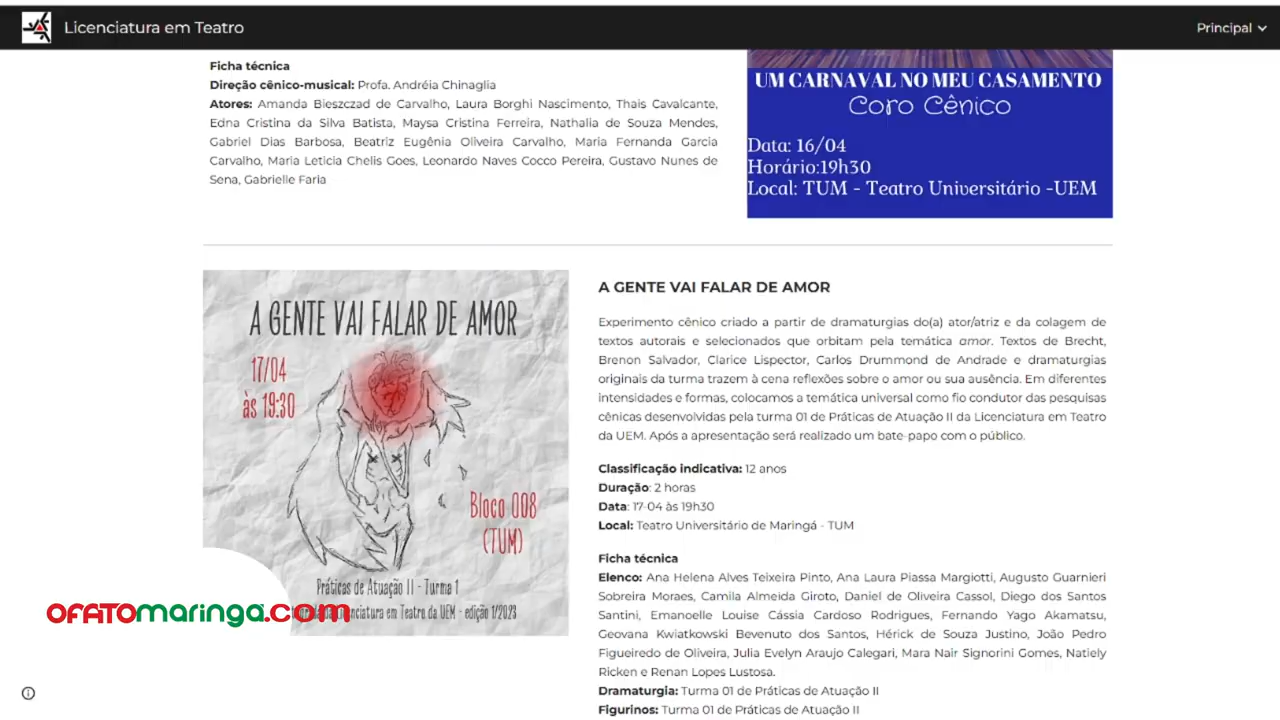 Licenciatura em Teatro
Principal
Ficha técnica
Direção cênico-musical: Profa. Andréia Chinaglia
Atores: Amanda Bieszczad de Carvalho, Laura Borghi Nascimento, Thais Cavalcante,
Edna Cristina da Silva Batista, Maysa Cristina Ferreira, Nathalia de Souza Mendes,
Gabriel Dias Barbosa, Beatriz Eugênia Oliveira Carvalho, Maria Fernanda Garcia
Carvalho, Maria Leticia Chelis Goes, Leonardo Naves Cocco Pereira, Gustavo Nunes de
Sena, Gabrielle Faria
UM CARNAVAL NO MEU CASAMENTO
Coro Cênico
Data: 16/04
Horário:19h30
Local: TUM - Teatro Universitário -UEM
A GENTE VAI FALAR DE AMOR
17/04
às 19:30
Bloco 008
(TUM)
Práticas de Atuação II - Turma 1
Licenciatura em Teatro da UEM - edição 1/2023
A GENTE VAI FALAR DE AMOR
Experimento cênico criado a partir de dramaturgias do(a) ator/atriz e da colagem de
textos autorais e selecionados que orbitam pela temática amor. Textos de Brecht,
Brenon Salvador, Clarice Lispector, Carlos Drummond de Andrade e dramaturgias
originais da turma trazem à cena reflexões sobre o amor ou sua ausência. Em diferentes
intensidades e formas, colocamos a temática universal como fio condutor das pesquisas
cênicas desenvolvidas pela turma 01 de Práticas de Atuação II da Licenciatura em Teatro
da UEM. Após a apresentação será realizado um bate-papo com o público.
Classificação indicativa: 12 anos
Duração: 2 horas
Data: 17-04 às 19h30
Local: Teatro Universitário de Maringá - TUM
Ficha técnica
Elenco: Ana Helena Alves Teixeira Pinto, Ana Laura Piassa Margiotti, Augusto Guarnieri
Sobreira Moraes, Camila Almeida Giroto, Daniel de Oliveira Cassol, Diego dos Santos
Santini, Emanoelle Louise Cássia Cardoso Rodrigues, Fernando Yago Akamatsu,
Geovana Kwiatkowski Bevenuto dos Santos, Hérick de Souza Justino, João Pedro
Figueiredo de Oliveira, Julia Evelyn Araujo Calegari, Mara Nair Signorini Gomes, Natiely
Ricken e Renan Lopes Lustosa.
Dramaturgia: Turma 01 de Práticas de Atuação II
Figurinos: Turma 01 de Práticas de Atuação II
OFATOmaringa.com